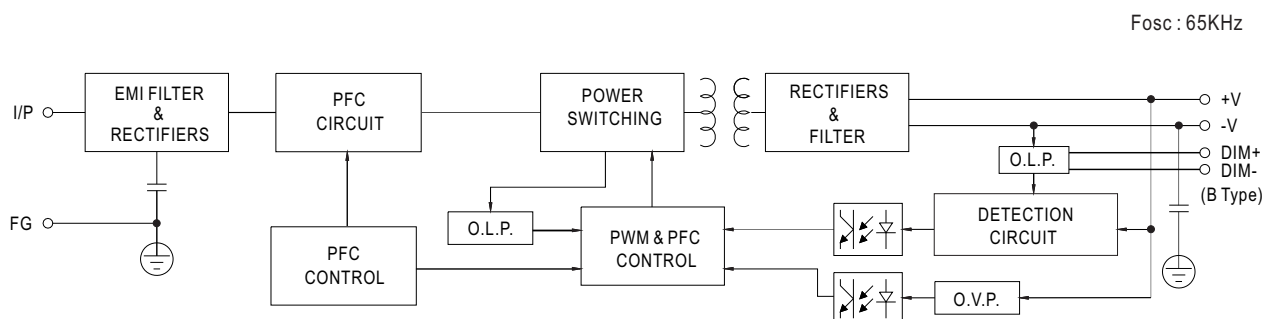 Fosc : 65KHz
I/P
EMI FILTER
&
RECTIFIERS
PFC
CIRCUIT
POWER
SWITCHING
RECTIFIERS
&
FILTER
+V
-V
DIM+
DIM-
(B Type)
O.L.P.
FG
O.L.P.
PFC
CONTROL
PWM & PFC
CONTROL
DETECTION
CIRCUIT
O.V.P.